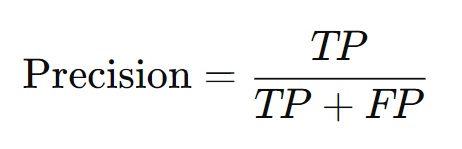 Precision = TP / TP + FP